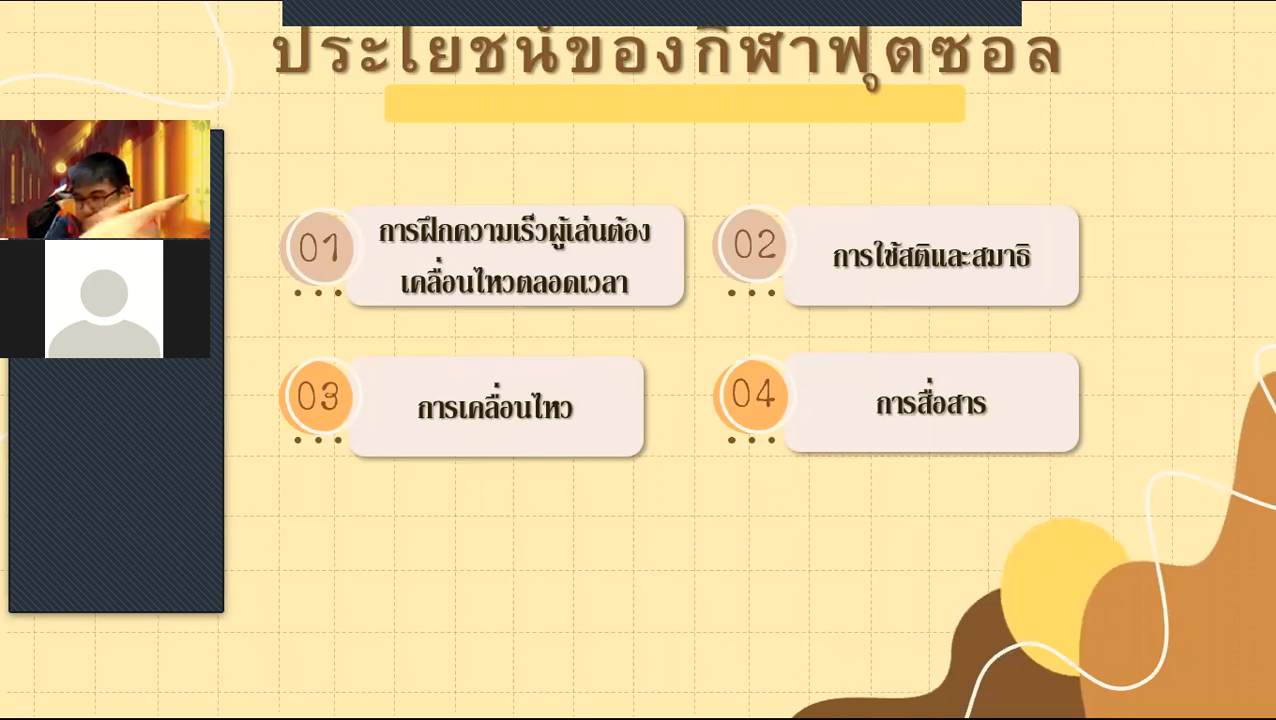 ประโยชน์ของกีฬาฟุตซอล
01
การฝึกความเร็วผู้เล่นต้อง
เคลื่อนไหวตลอดเวลา
02
การใช้สติและสมาธิ
03
การเคลื่อนไหว
04
การสื่อสาร